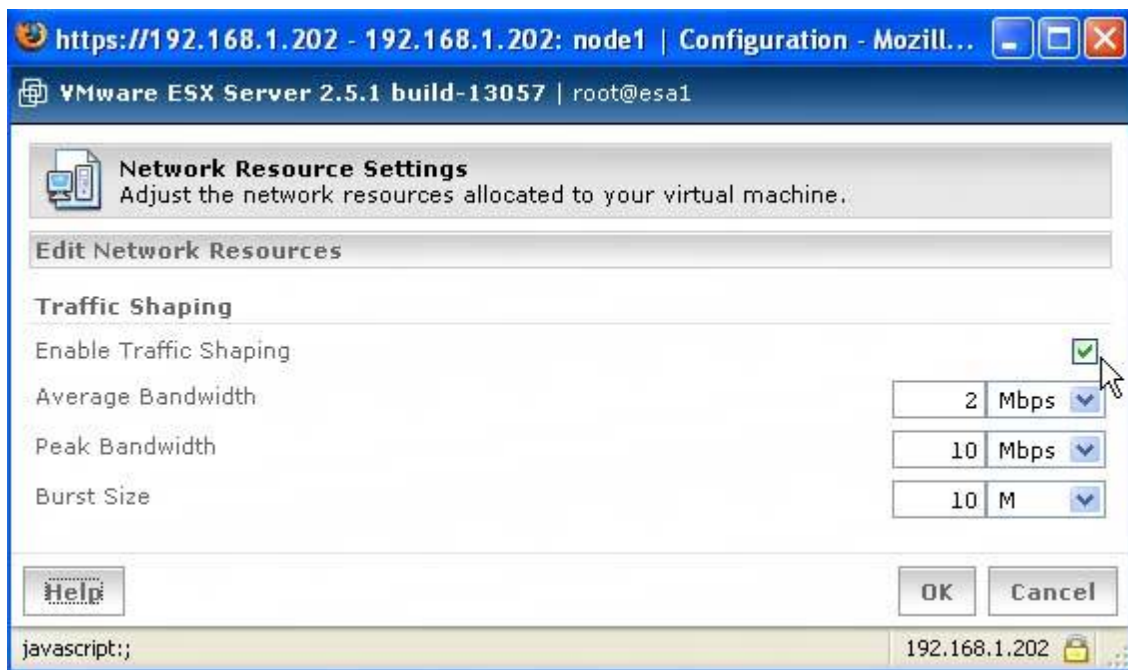 https://192.168.1.202 - 192.168.1.202: node1 | Configuration - Mozill...
VMware ESX Server 2.5.1 build-13057 | root@esa1
Network Resource Settings
Adjust the network resources allocated to your virtual machine.
Edit Network Resources
Traffic Shaping
Enable Traffic Shaping
Average Bandwidth 2 Mbps
Peak Bandwidth 10 Mbps
Burst Size 10 M
Help OK Cancel
javascript:; 192.168.1.202